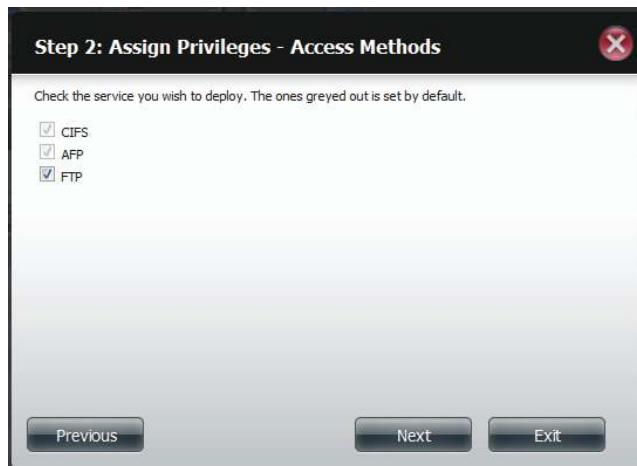 Step 2: Assign Privileges - Access Methods
Check the service you wish to deploy. The ones greyed out is set by default.
CIFS
AFP
FTP
Previous Next Exit